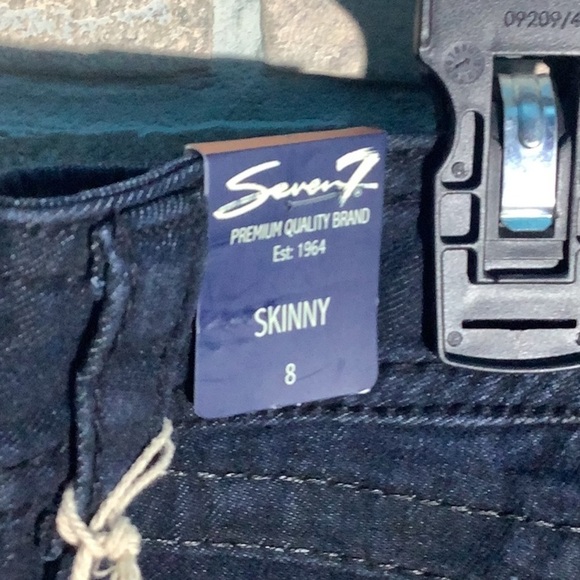 09209/4
Seven7®
PREMIUM QUALITY BRAND
Est: 1964
SKINNY
8